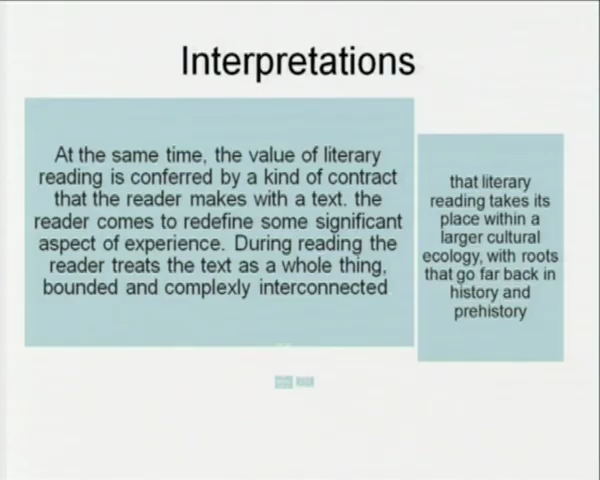 Interpretations
At the same time, the value of literary
reading is conferred by a kind of contract
that the reader makes with a text. the
reader comes to redefine some significant
aspect of experience. During reading the
reader treats the text as a whole thing,
bounded and complexly interconnected
that literary
reading takes its
place within a
larger cultural
ecology, with roots
that go far back in
history and
prehistory